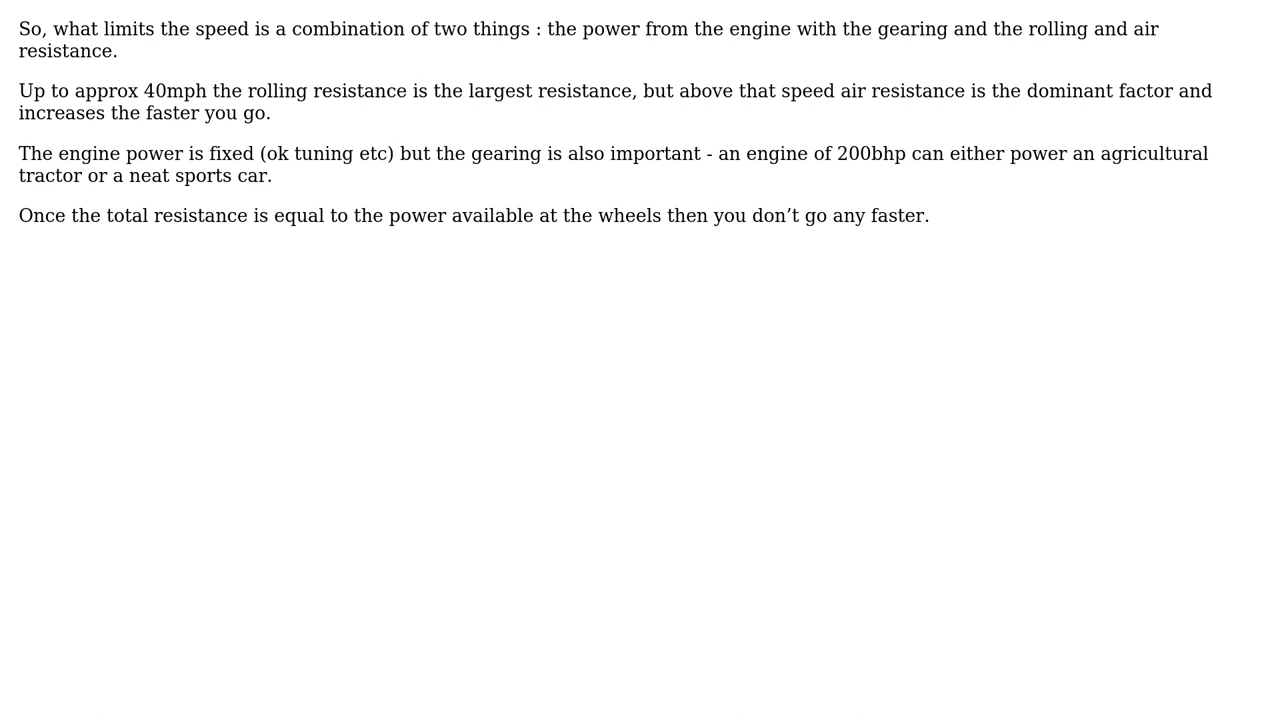 So, what limits the speed is a combination of two things : the power from the engine with the gearing and the rolling and air
resistance.
Up to approx 40mph the rolling resistance is the largest resistance, but above that speed air resistance is the dominant factor and
increases the faster you go.
The engine power is fixed (ok tuning etc) but the gearing is also important - an engine of 200bhp can either power an agricultural
tractor or a neat sports car.
Once the total resistance is equal to the power available at the wheels then you don’t go any faster.